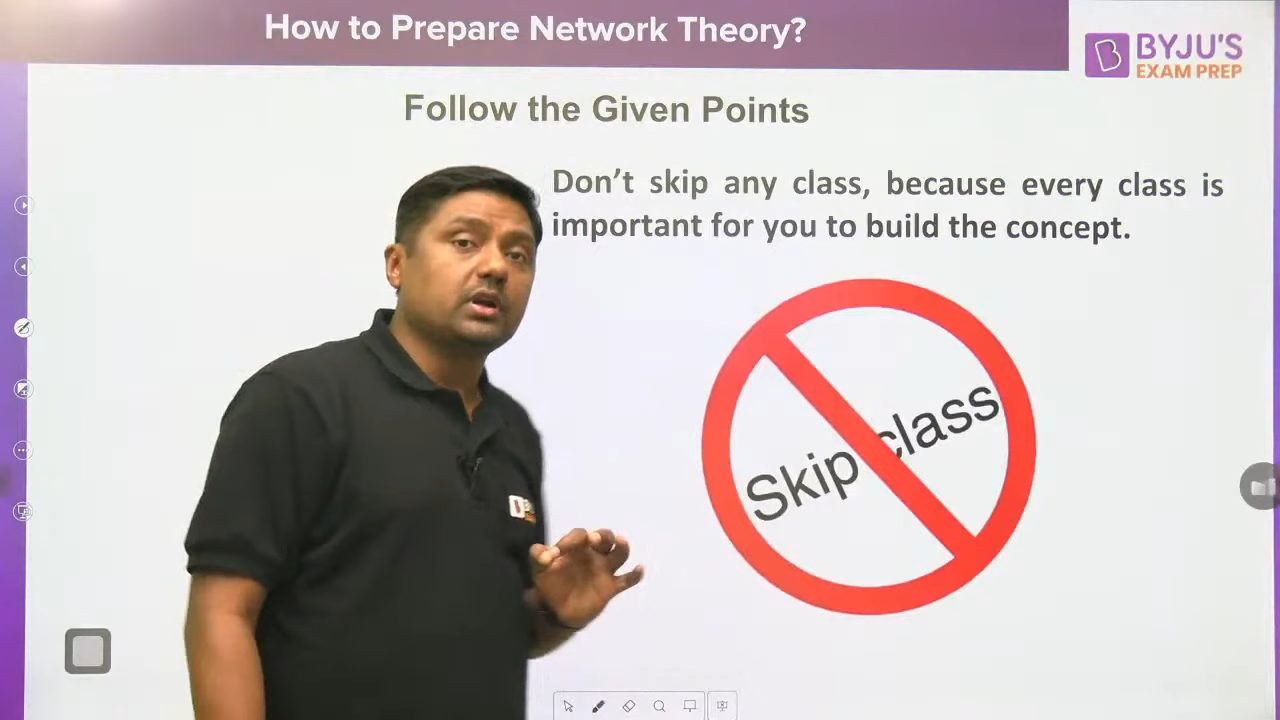 How to Prepare Network Theory?
BYJU'S
EXAM PREP
Follow the Given Points
Don’t skip any class, because every class is
important for you to build the concept.
Skip class